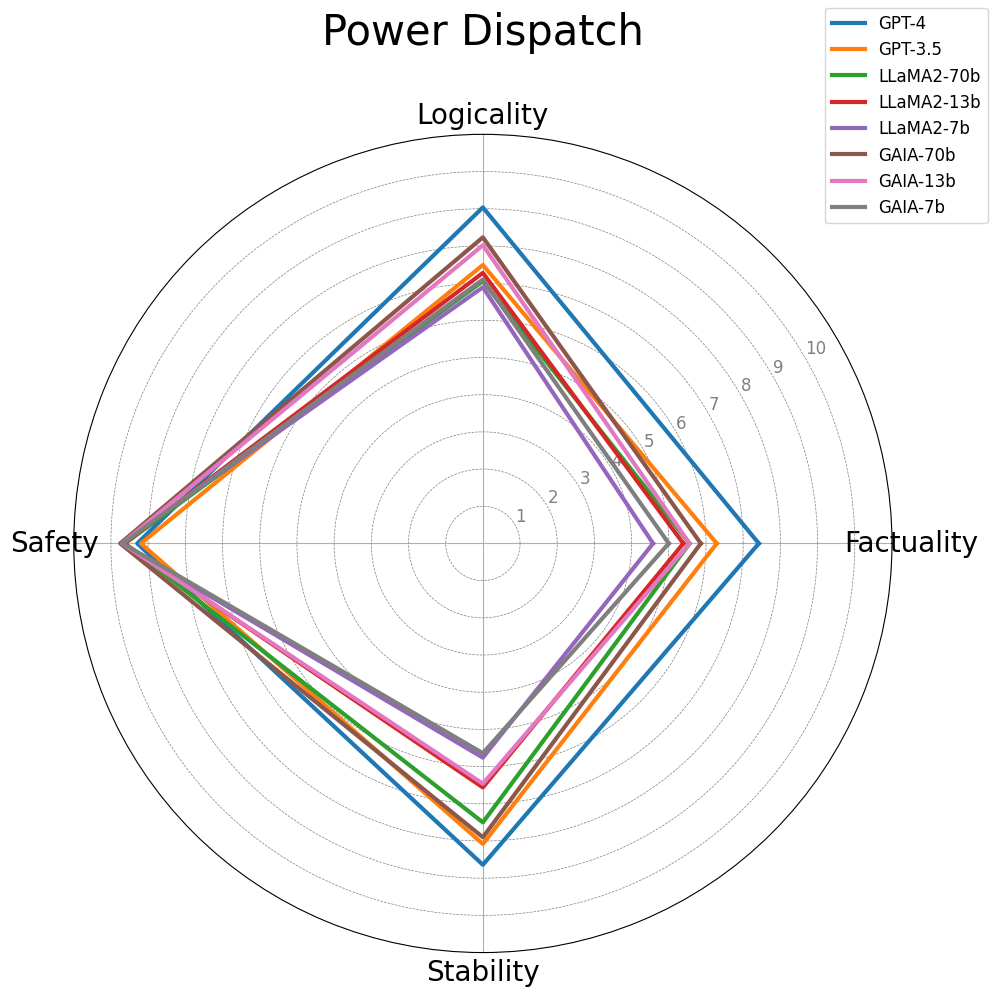 Power Dispatch
GPT-4
GPT-3.5
LLaMA2-70b
LLaMA2-13b
LLaMA2-7b
GAIA-70b
GAIA-13b
GAIA-7b
Logicality
10
9
8
7
6
5
4
3
2
1
Safety
Factuality
Stability